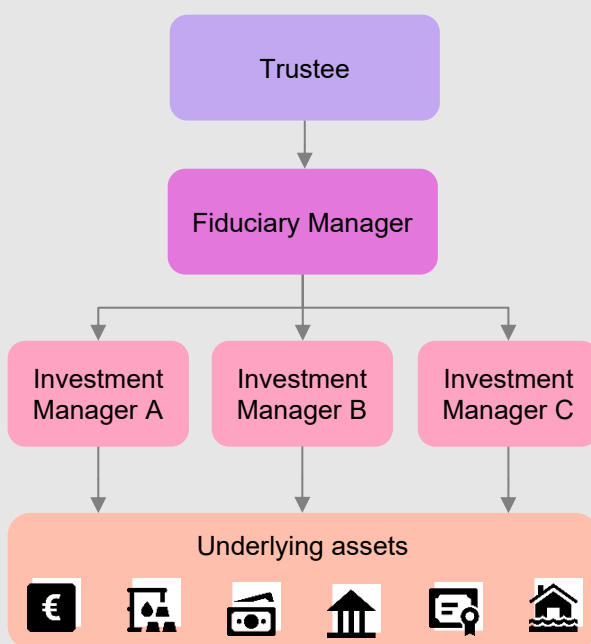 Trustee
Fiduciary Manager
Investment
Manager A
Investment
Manager B
Investment
Manager C
Underlying assets
€